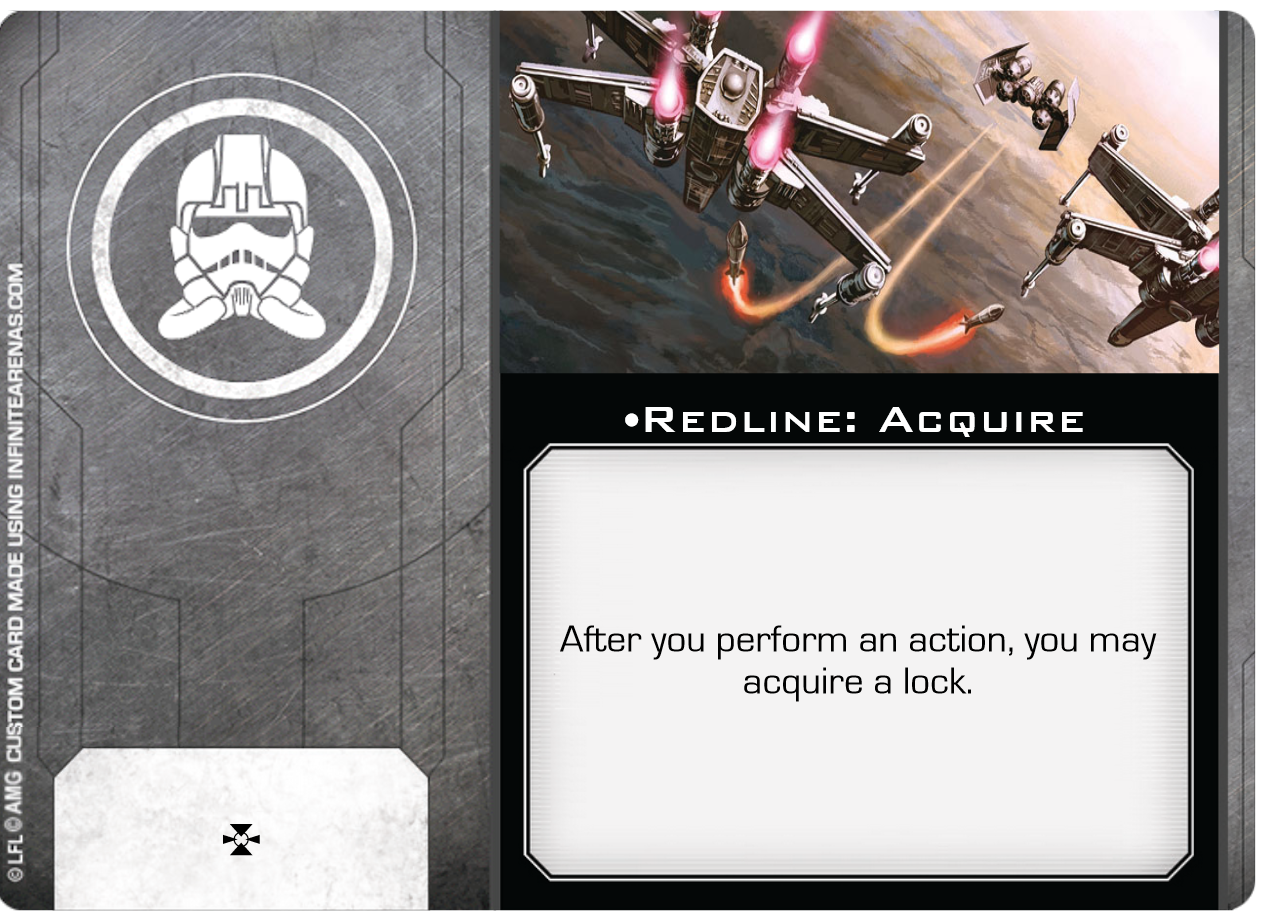 •Redline: Acquire
After you perform an action, you may
acquire a lock.
© LFL © AMG CUSTOM CARD MADE USING INFINITEARENAS.COM